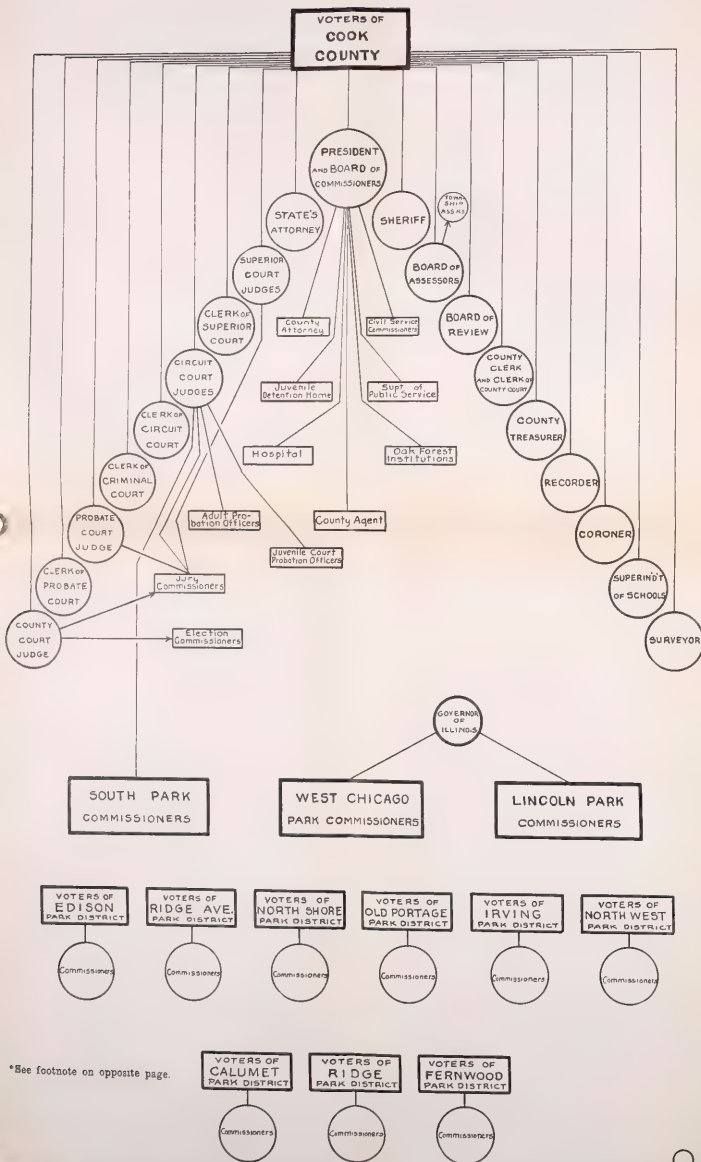 VOTERS OF
COOK
COUNTY
PRESIDENT
AND BOARD OF
COMMISSIONERS
STATE'S
ATTORNEY
SHERIFF
TOWN
SHIP
ASSRS
SUPERIOR
COURT
JUDGES
BOARD OF
ASSESSORS
CLERK OF
SUPERIOR
COURT
County
Attorney
Civil Service
Commissioners
BOARD OF
REVIEW
CIRCUIT
COURT
JUDGES
Juvenile
Detention Home
Supt of
Public Service
COUNTY
CLERK
AND CLERK OF
COUNTY COURT
CLERK OF
CIRCUIT
COURT
Hospital
Oak Forest
Institutions
COUNTY
TREASURER
CLERK OF
CRIMINAL
COURT
RECORDER
PROBATE
COURT
JUDGE
Adult Pro-
bation Officers
County Agent
CORONER
Juvenile Court
Probation Officers
CLERK OF
PROBATE
COURT
Jury
Commissioners
SUPERIND'T
OF SCHOOLS
COUNTY
COURT
JUDGE
Election
Commissioners
SURVEYOR
GOVERNOR
OF
ILLINOIS
SOUTH PARK
COMMISSIONERS
WEST CHICAGO
PARK COMMISSIONERS
LINCOLN PARK
COMMISSIONERS
VOTERS OF
EDISON
PARK DISTRICT
VOTERS OF
RIDGE AVE.
PARK DISTRICT
VOTERS OF
NORTH SHORE
PARK DISTRICT
VOTERS OF
OLD PORTAGE
PARK DISTRICT
VOTERS OF
IRVING
PARK DISTRICT
VOTERS OF
NORTH WEST
PARK DISTRICT
Commissioners
Commissioners
Commissioners
Commissioners
Commissioners
Commissioners
*See footnote on opposite page.
VOTERS OF
CALUMET
PARK DISTRICT
VOTERS OF
RIDGE
PARK DISTRICT
VOTERS OF
FERNWOOD
PARK DISTRICT
Commissioners
Commissioners
Commissioners